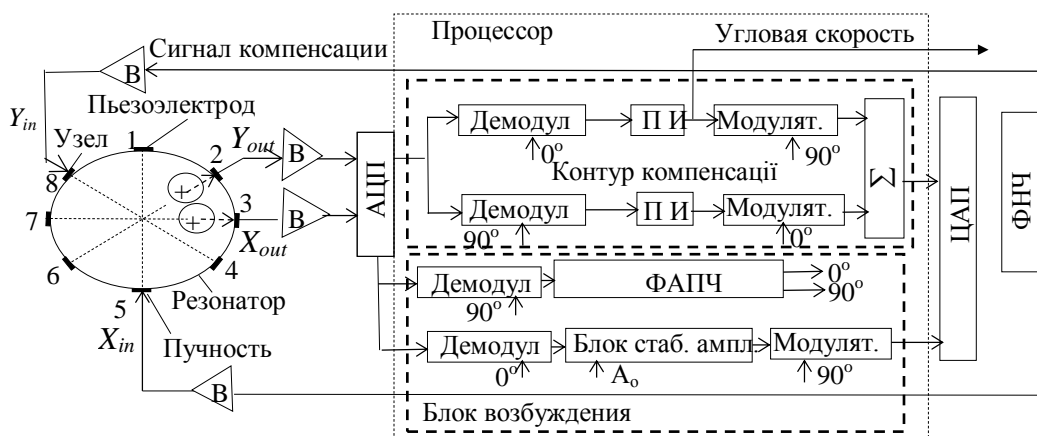 Процессор
Угловая скорость
Сигнал компенсации
В
Пьезоэлектрод
Y_in
Узел
1
2
Y_out
В
8
7
3
X_out
В
6
4
5
Резонатор
X_in
Пучность
В
АЦП
Демодул
0°
П И
Модулят.
90°
Контур компенсації
Демодул
90°
П И
Модулят.
0°
Σ
ЦАП
ФНЧ
Демодул
90°
ФАПЧ
0°
90°
Демодул
0°
Блок стаб. ампл.
A_o
Модулят.
90°
Блок возбуждения